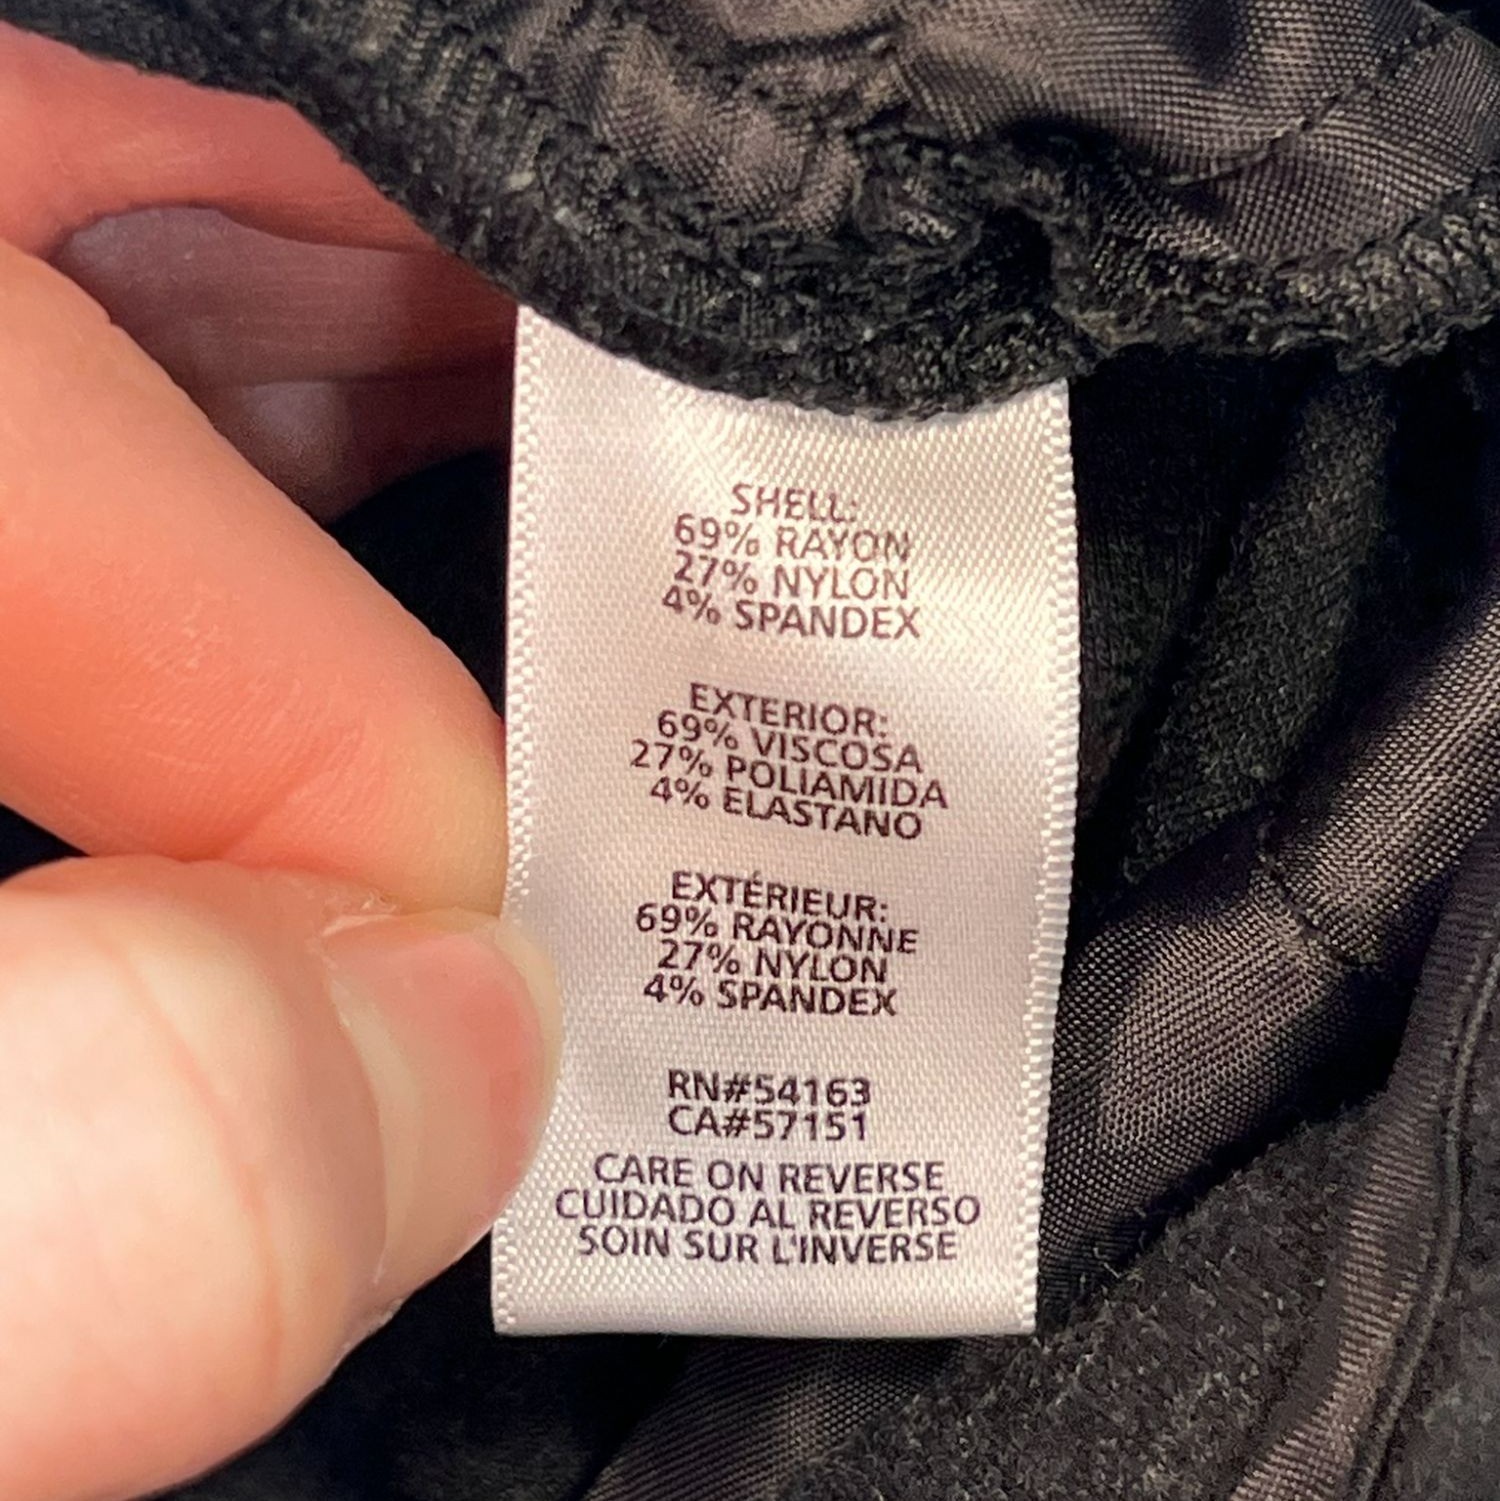 SHELL:
69% RAYON
27% NYLON
4% SPANDEX
EXTERIOR:
69% VISCOSA
27% POLIAMIDA
4% ELASTANO
EXTÉRIEUR:
69% RAYONNE
27% NYLON
4% SPANDEX
RN#54163
CA#57151
CARE ON REVERSE
CUIDADO AL REVERSO
SOIN SUR L'INVERSE